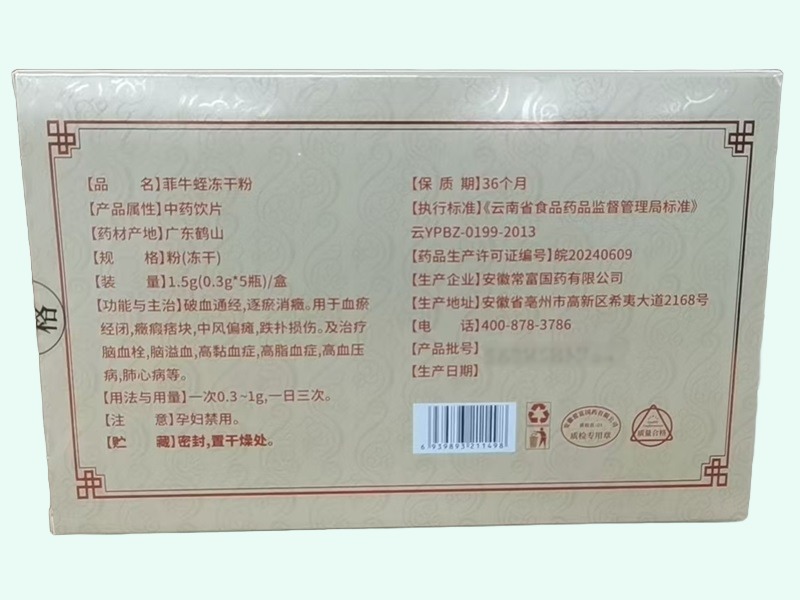 【品 名】菲牛蛭冻干粉
【产品属性】中药饮片
【药材产地】广东鹤山
【规 格】粉(冻干)
【装 量】1.5g(0.3g*5瓶)/盒
【功能与主治】破血通经,逐瘀消癥。用于血瘀
经闭,癥瘕痞块,中风偏瘫,跌扑损伤。及治疗
脑血栓,脑溢血,高黏血症,高脂血症,高血压
病,肺心病等。
【用法与用量】一次0.3~1g,一日三次。
【注 意】孕妇禁用。
【贮 藏】密封,置干燥处。
【保 质 期】36个月
【执行标准】《云南省食品药品监督管理局标准》
云YPBZ-0199-2013
【药品生产许可证编号】皖20240609
【生产企业】安徽常富国药有限公司
【生产地址】安徽省亳州市高新区希夷大道2168号
【电 话】400-878-3786
【产品批号】
【生产日期】
6 939893 211498
质检专用章
质量合格
格